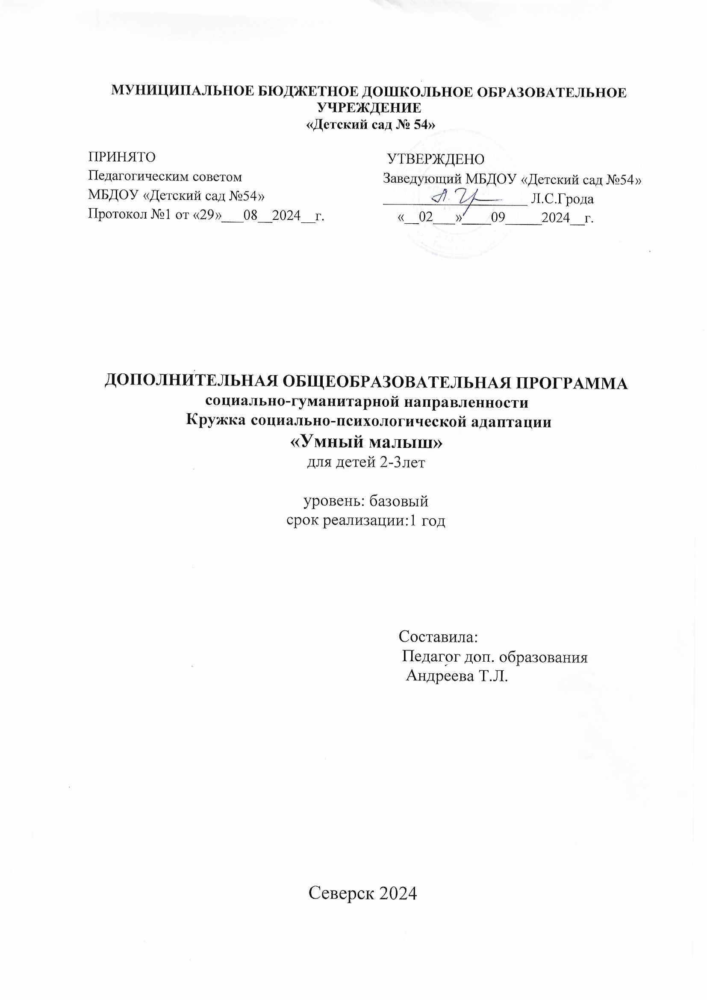 МУНИЦИПАЛЬНОЕ БЮДЖЕТНОЕ ДОШКОЛЬНОЕ ОБРАЗОВАТЕЛЬНОЕ
УЧРЕЖДЕНИЕ
«Детский сад № 54»
ПРИНЯТО
Педагогическим советом
МБДОУ «Детский сад №54»
Протокол №1 от «29»___08__2024__г.
УТВЕРЖДЕНО
Заведующий МБДОУ «Детский сад №54»
____________________ Л.С.Грода
«__02___»____09_____2024__г.
ДОПОЛНИТЕЛЬНАЯ ОБЩЕОБРАЗОВАТЕЛЬНАЯ ПРОГРАММА
социально-гуманитарной направленности
Кружка социально-психологической адаптации
«Умный малыш»
для детей 2-3лет
уровень: базовый
срок реализации:1 год
Составила:
Педагог доп. образования
Андреева Т.Л.
Северск 2024